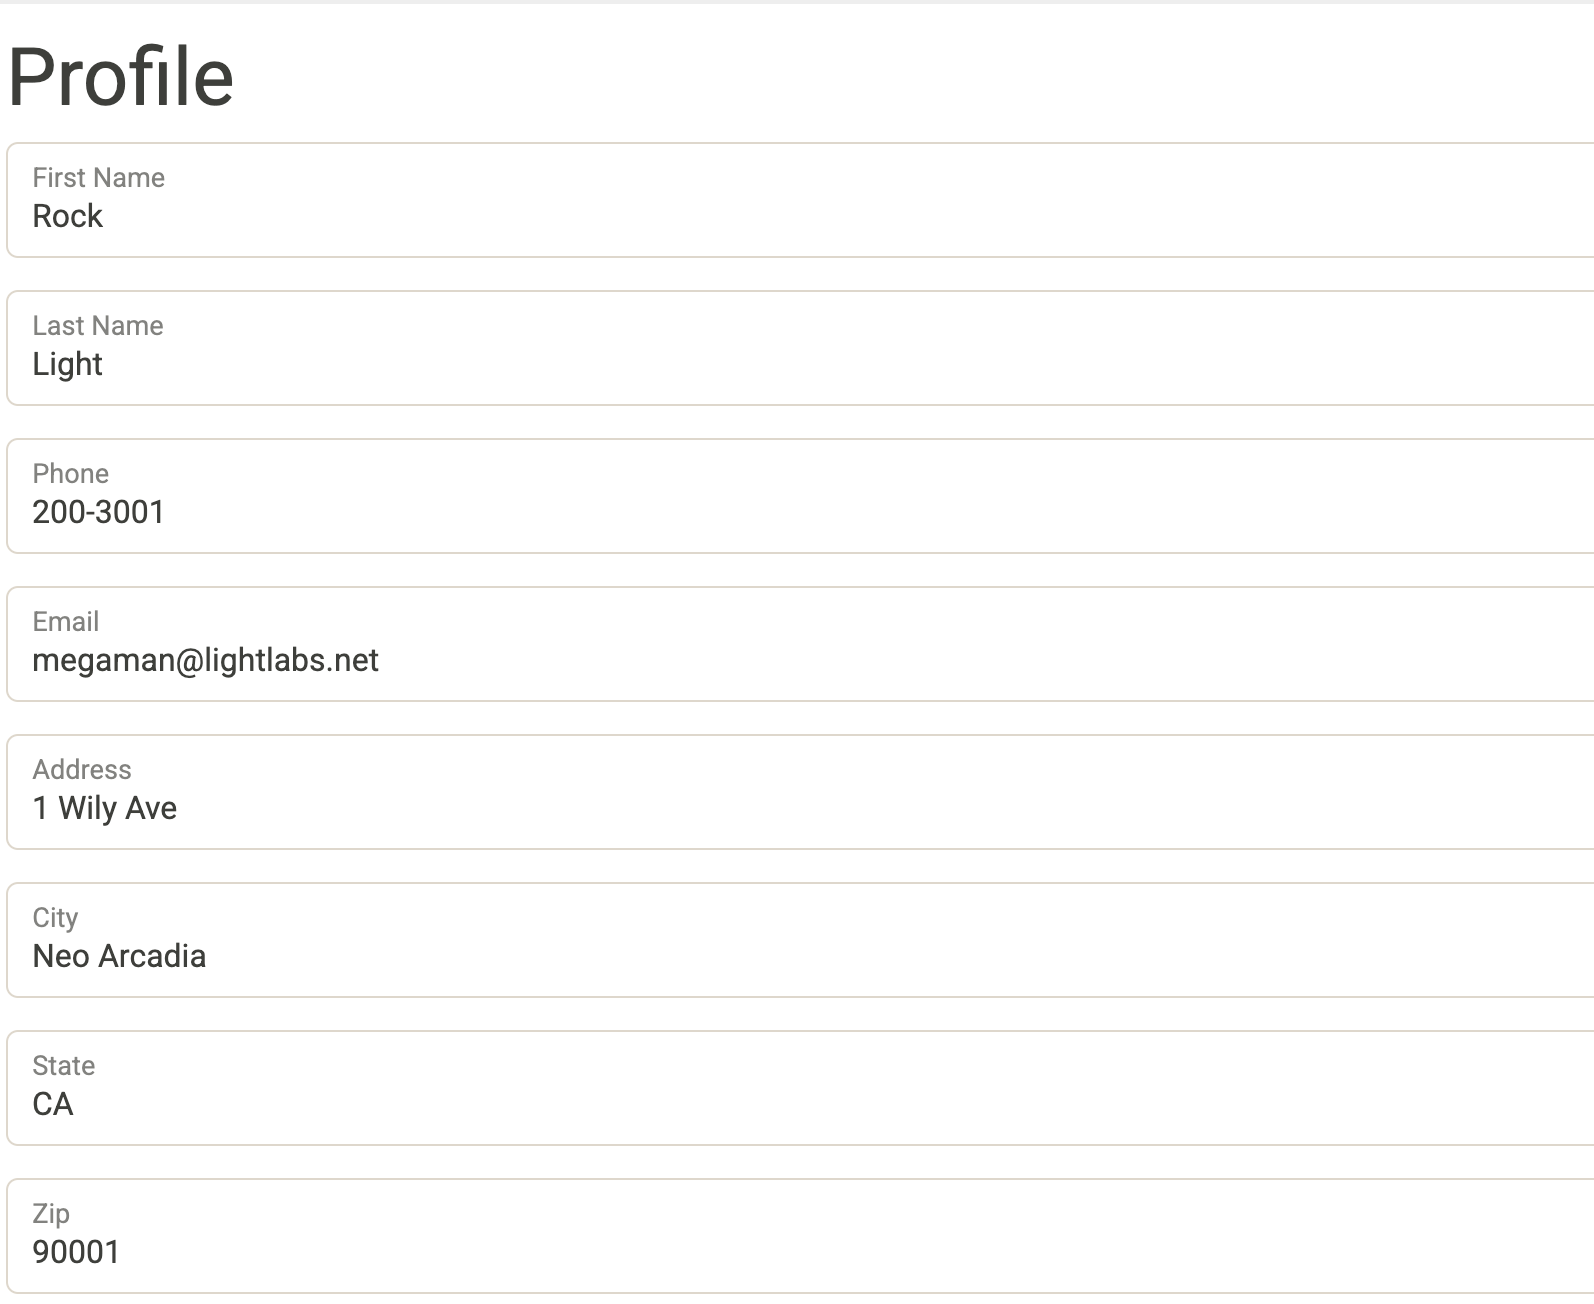 Profile
First Name
Rock
Last Name
Light
Phone
200-3001
Email
megaman@lightlabs.net
Address
1 Wily Ave
City
Neo Arcadia
State
CA
Zip
90001